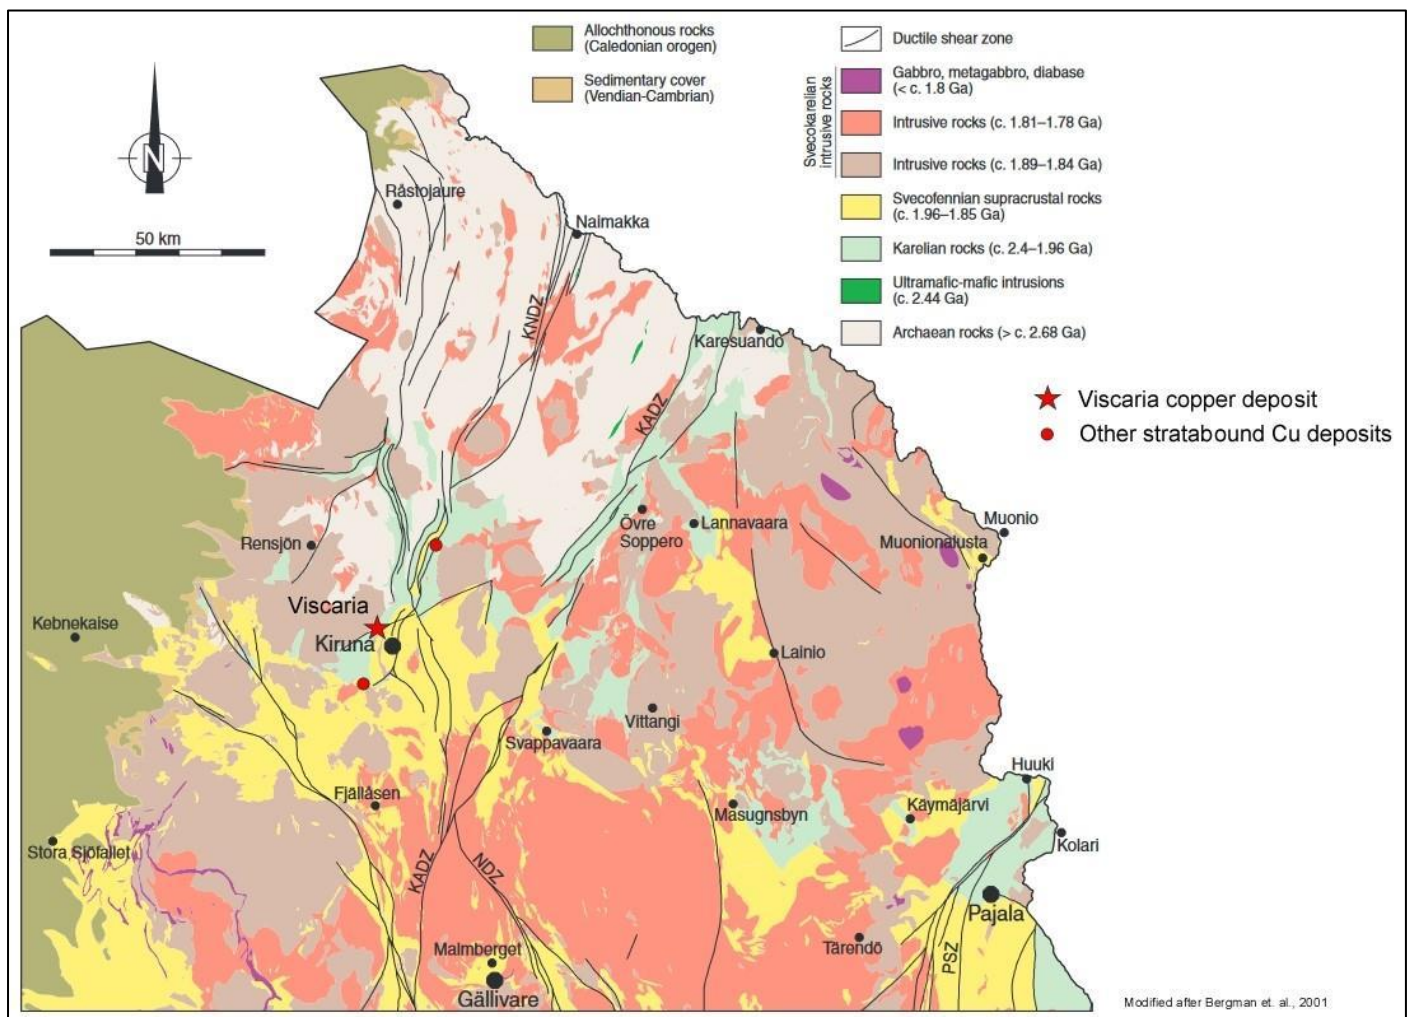 Allochthonous rocks
(Caledonian orogen)
Sedimentary cover
(Vendian-Cambrian)
Ductile shear zone
Svecokarelian
intrusive rocks
Gabbro, metagabbro, diabase
(< c. 1.8 Ga)
Intrusive rocks (c. 1.81–1.78 Ga)
Intrusive rocks (c. 1.89–1.84 Ga)
Svecofennian supracrustal rocks
(c. 1.96–1.85 Ga)
Karelian rocks (c. 2.4–1.96 Ga)
Ultramafic-mafic intrusions
(c. 2.44 Ga)
Archaean rocks (> c. 2.68 Ga)
Viscaria copper deposit
Other stratabound Cu deposits
N
50 km
Råstojaure
Naimakka
KNDZ
Karesuando
KADZ
Övre
Soppero
Lannavaara
Muonio
Muonionalusta
Rensjön
Viscaria
Kiruna
Kebnekaise
Lainio
Vittangi
Svappavaara
Huuki
Fjällåsen
Masugnsbyn
Käymäjärvi
Kolari
Stora Sjöfallet
KADZ
NDZ
Pajala
Tärendö
PSZ
Malmberget
Gällivare
Modified after Bergman et. al., 2001